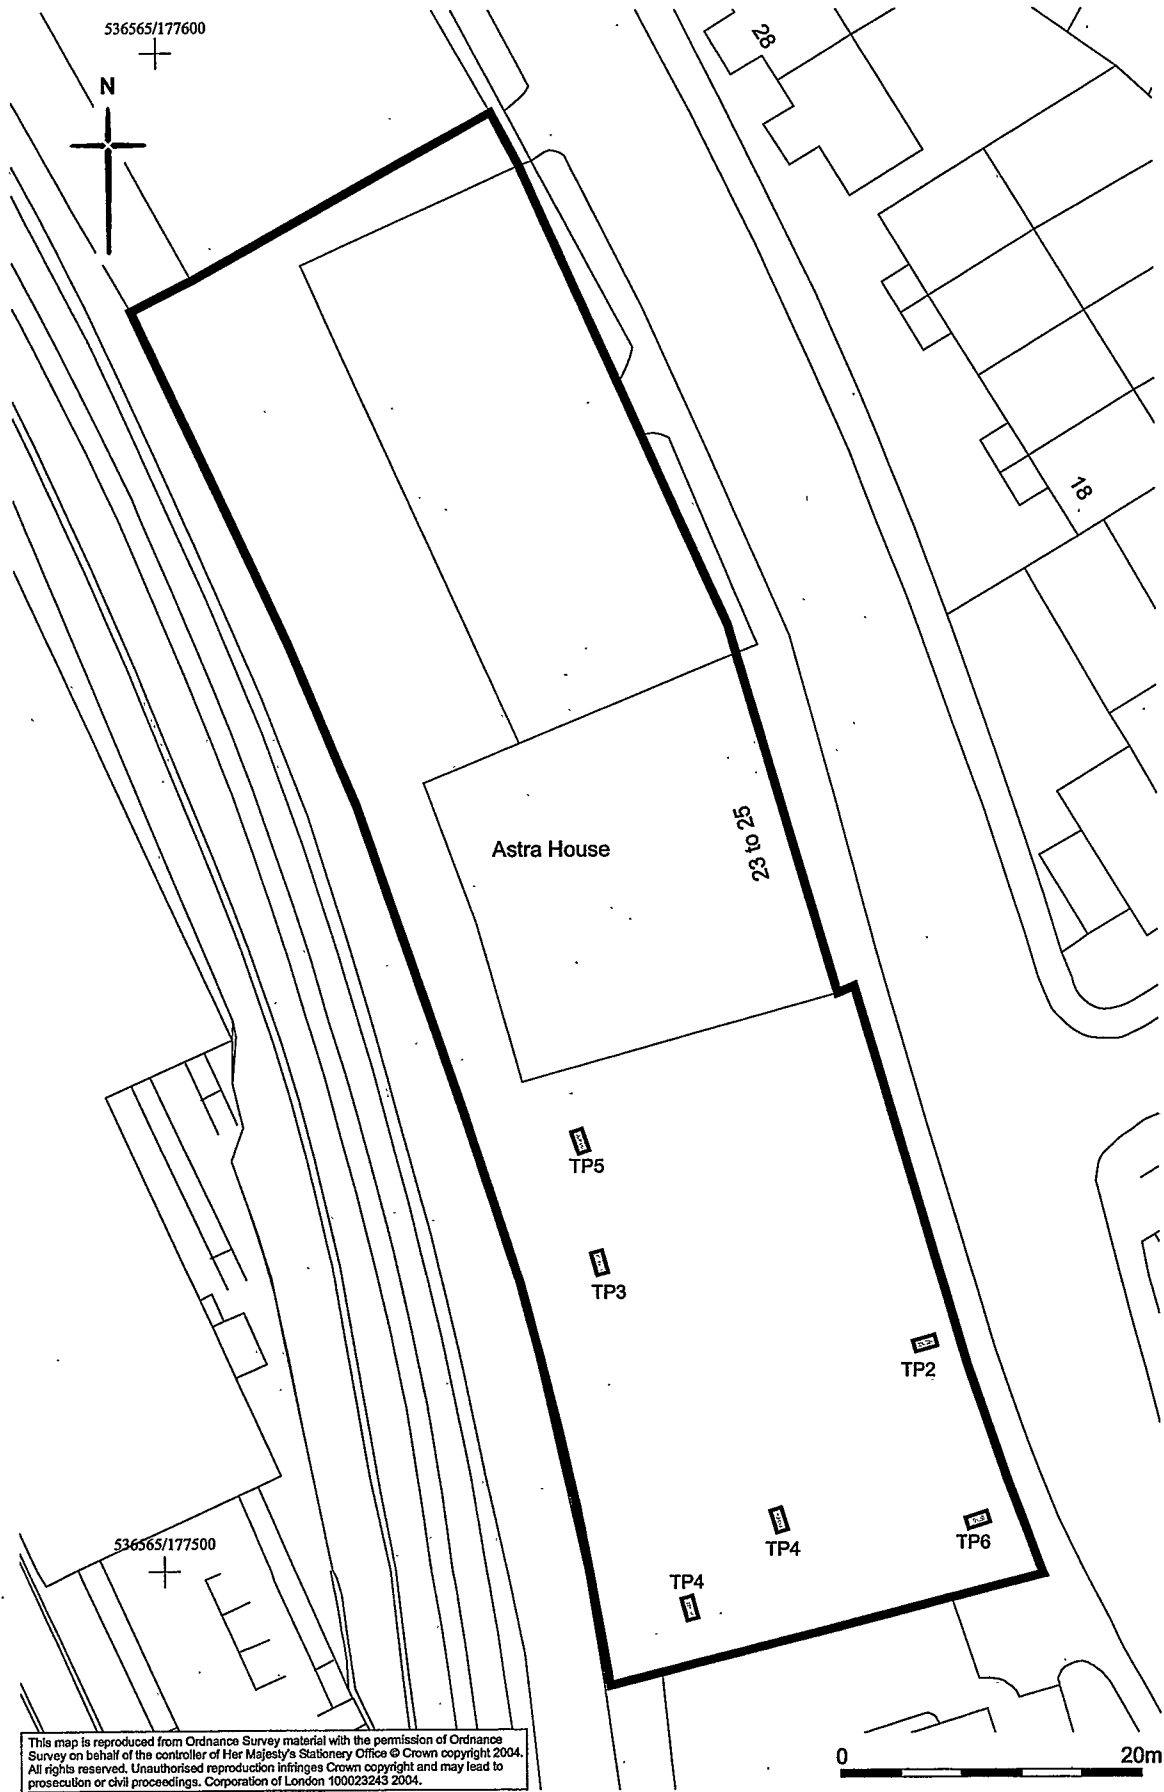 536565/177600
N
28
18
Astra House
23 to 25
TP5
TP3
TP2
TP4
TP6
TP4
536565/177500
This map is reproduced from Ordnance Survey material with the permission of Ordnance
Survey on behalf of the controller of Her Majesty's Stationery Office © Crown copyright 2004.
All rights reserved. Unauthorised reproduction infringes Crown copyright and may lead to
prosecution or civil proceedings. Corporation of London 100023243 2004.
0 20m